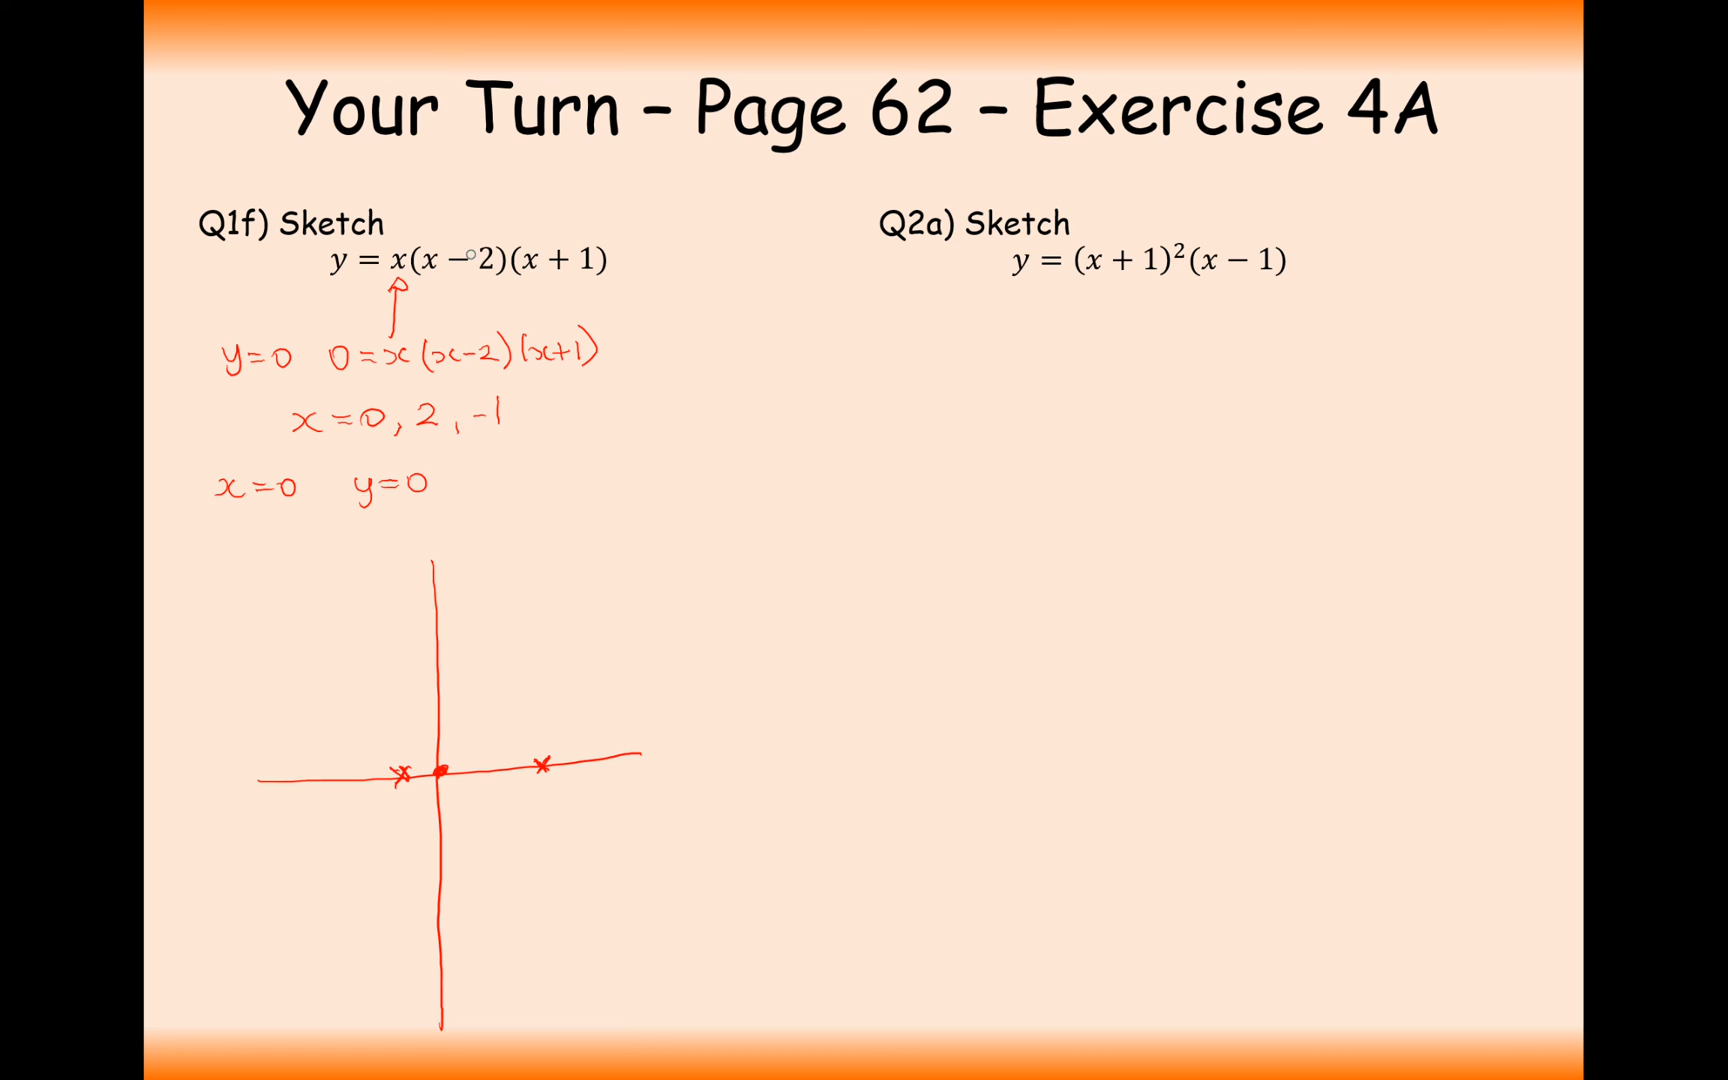 Your Turn – Page 62 – Exercise 4A
Q1f) Sketch
y = x(x − 2)(x + 1)
y=0 0=x(x-2)(x+1)
x=0, 2, -1
x=0 y=0
Q2a) Sketch
y = (x + 1)²(x − 1)